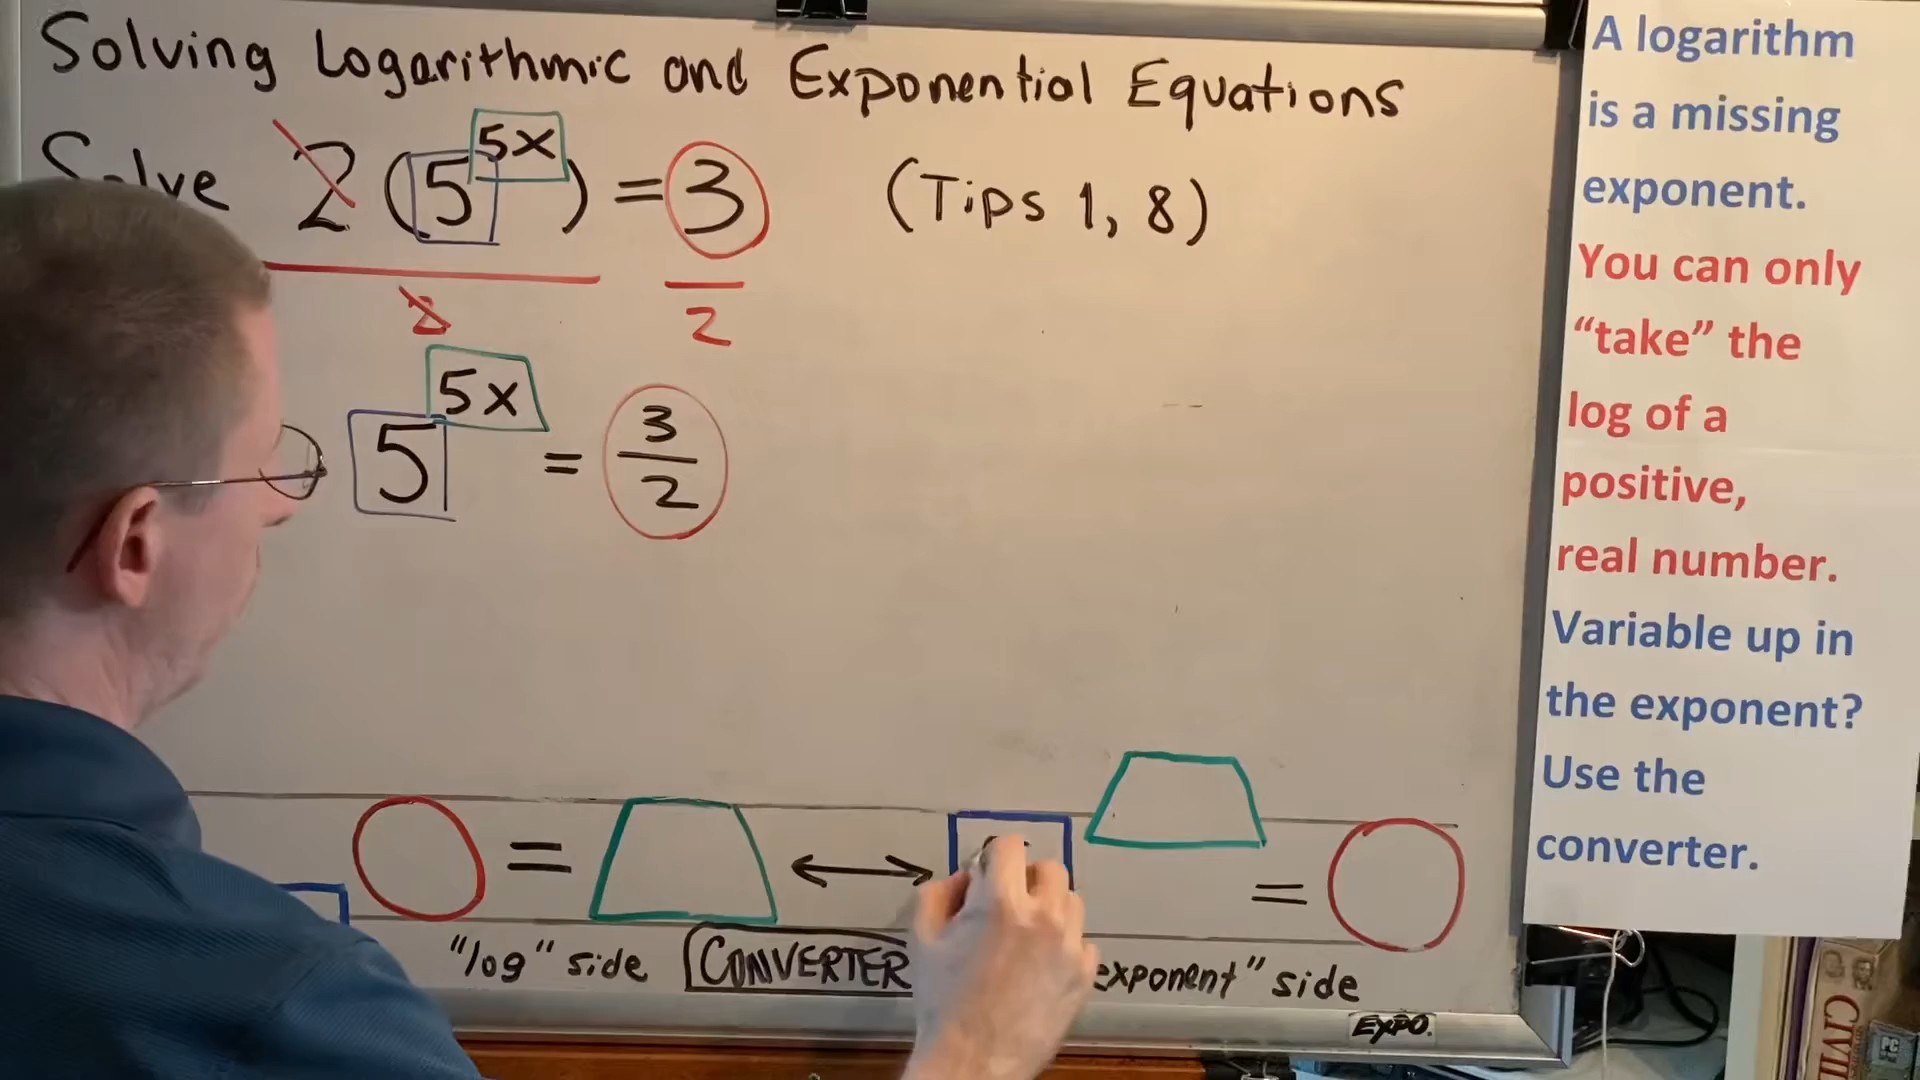 Solving Logarithmic and Exponential Equations
Solve 2(5^5x) = 3 (Tips 1, 8)
2 2
5^5x = 3/2
= ↔ =
"log" side CONVERTER exponent" side
EXPO.
A logarithm
is a missing
exponent.
You can only
“take” the
log of a
positive,
real number.
Variable up in
the exponent?
Use the
converter.
CIVIL
PC